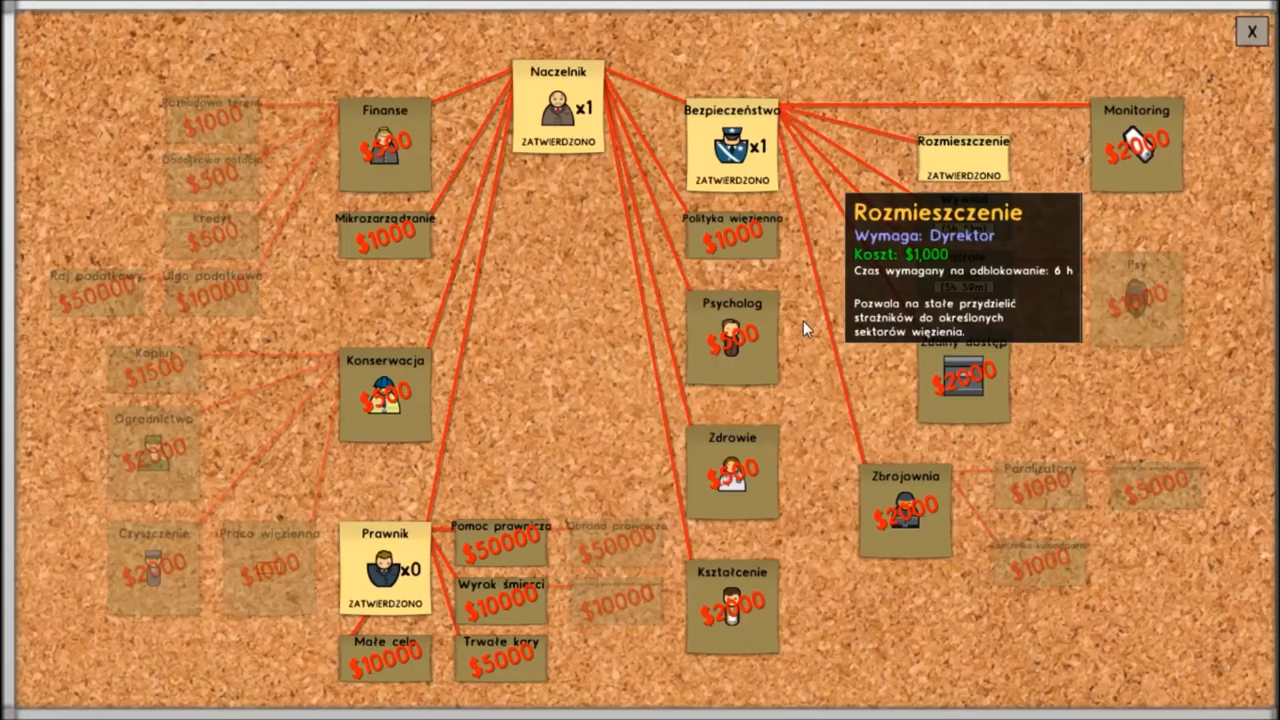 X
Naczelnik
x1
ZATWIERDZONO
Finanse
$500
Rozbudowa terenu
$1000
Dodatkowa dotacja
$500
Kredyt
$500
Raj podatkowy
$50000
Ulga podatkowa
$10000
Mikrozarządzanie
$1000
Bezpieczeństwo
x1
ZATWIERDZONO
Rozmieszczenie
ZATWIERDZONO
Monitoring
$2000
Polityka więzienna
$1000
Rozmieszczenie
Wymaga: Dyrektor
Koszt: $1,000
Czas wymagany na odblokowanie: 6 h
Pozwala na stałe przydzielić
strażników do określonych
sektorów więzienia.
Psy
$1000
Psycholog
$500
Zdalny dostęp
$2000
Konserwacja
$500
$1500
Ogrodnictwo
$2000
Czyszczenie
$2000
Praca więzienna
$1000
Zdrowie
$500
Zbrojownia
$2000
Paralizatory
$1000
$5000
$1000
Prawnik
x0
ZATWIERDZONO
Pomoc prawnicza
$50000
Obrona prawnicza
$50000
Wyrok śmierci
$10000
$10000
Małe cele
$10000
Trwałe kary
$5000
Kształcenie
$2000